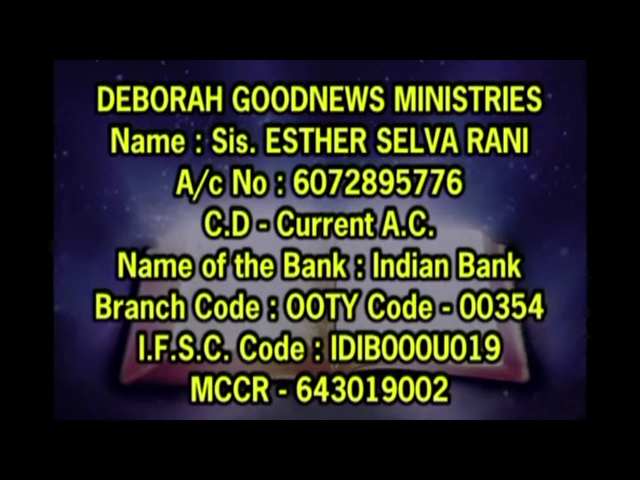 DEBORAH GOODNEWS MINISTRIES
Name : Sis. ESTHER SELVA RANI
A/c No : 6072895776
C.D - Current A.C.
Name of the Bank : Indian Bank
Branch Code : OOTY Code - 00354
I.F.S.C. Code : IDIB000U019
MCCR - 643019002